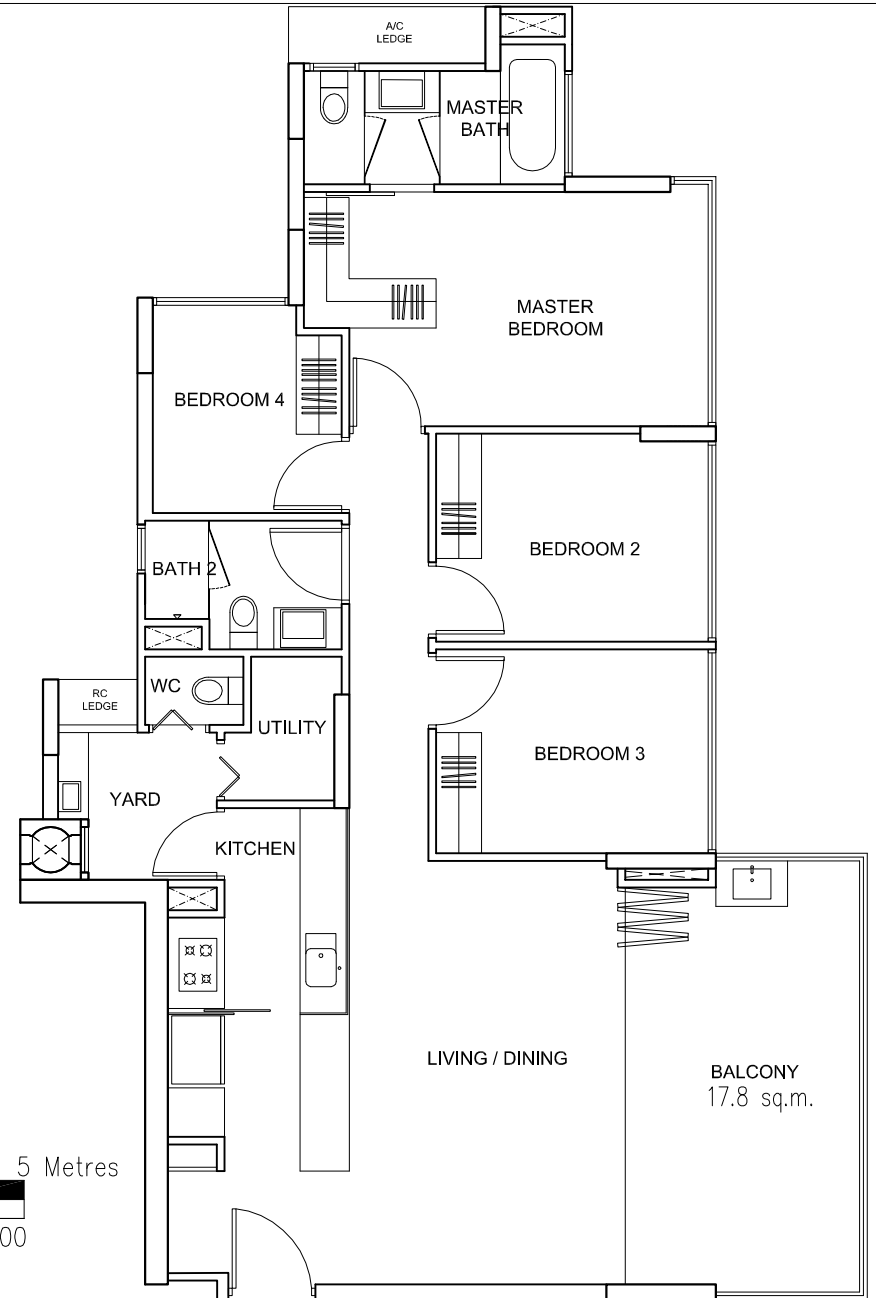 A/C
LEDGE
MASTER
BATH
MASTER
BEDROOM
BEDROOM 4
BEDROOM 2
BATH 2
WC
RC
LEDGE
UTILITY
BEDROOM 3
YARD
KITCHEN
LIVING / DINING
BALCONY
17.8 sq.m.
5 Metres
00